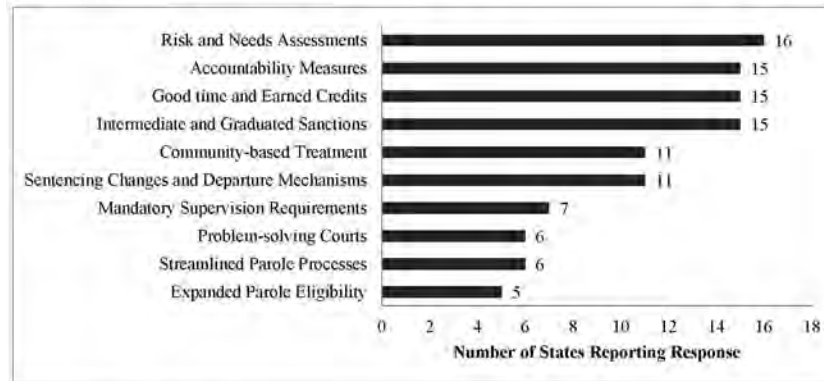 Risk and Needs Assessments 16
Accountability Measures 15
Good time and Earned Credits 15
Intermediate and Graduated Sanctions 15
Community-based Treatment 11
Sentencing Changes and Departure Mechanisms 11
Mandatory Supervision Requirements 7
Problem-solving Courts 6
Streamlined Parole Processes 6
Expanded Parole Eligibility 5
0 2 4 6 8 10 12 14 16 18
Number of States Reporting Response